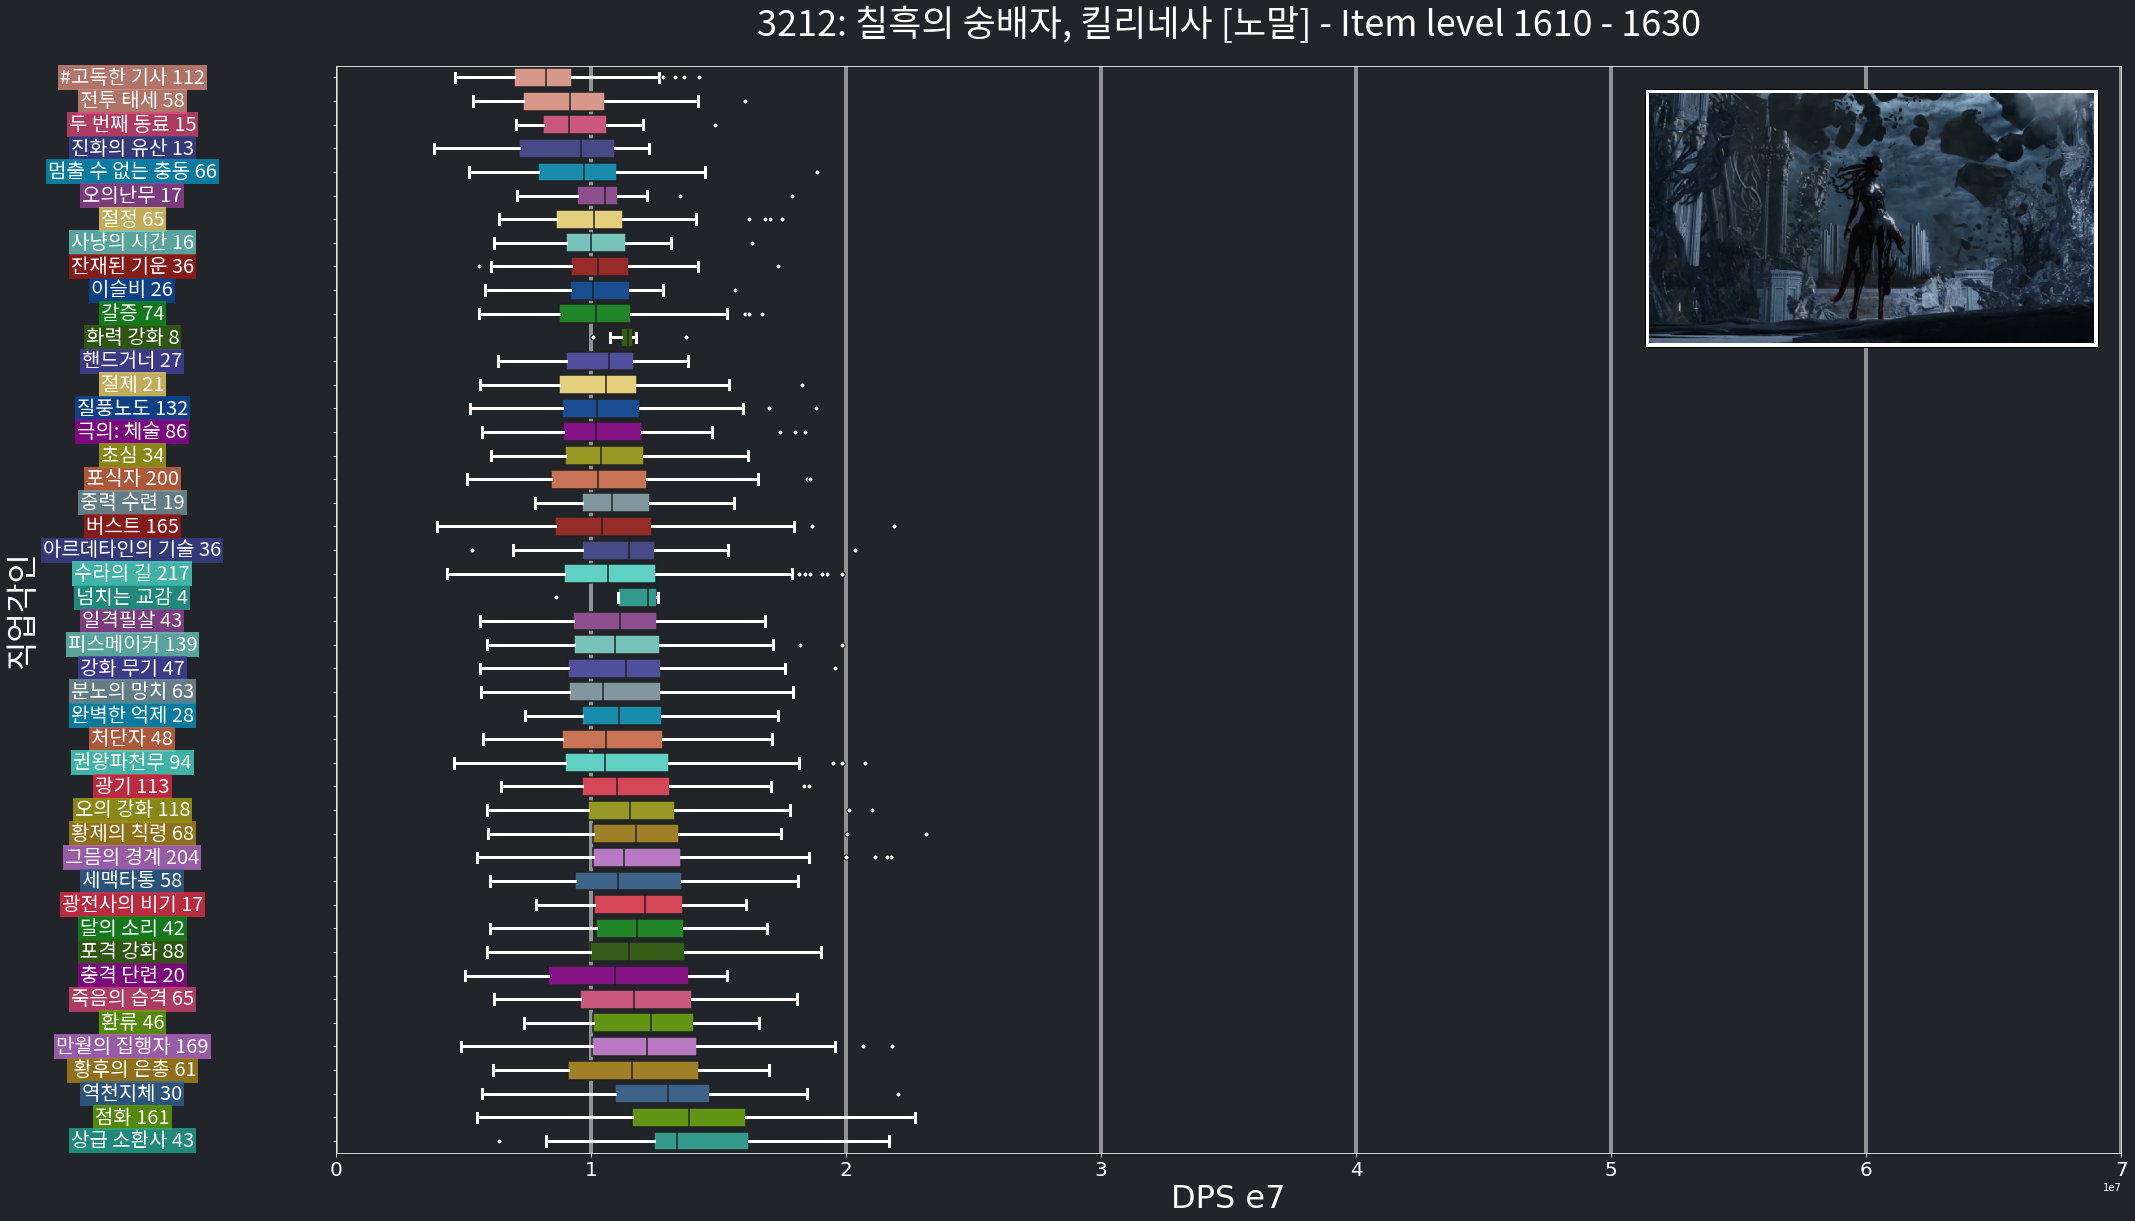 3212: 칠흑의 숭배자, 킬리네사 [노말] - Item level 1610 - 1630
#고독한 기사 112
전투 태세 58
두 번째 동료 15
진화의 유산 13
멈출 수 없는 충동 66
오의난무 17
절정 65
사냥의 시간 16
잔재된 기운 36
이슬비 26
갈증 74
화력 강화 8
핸드거너 27
절제 21
질풍노도 132
극의: 체술 86
초심 34
포식자 200
중력 수련 19
버스트 165
아르데타인의 기술 36
수라의 길 217
넘치는 교감 4
일격필살 43
피스메이커 139
강화 무기 47
분노의 망치 63
완벽한 억제 28
처단자 48
권왕파천무 94
광기 113
오의 강화 118
황제의 칙령 68
그믐의 경계 204
세맥타통 58
광전사의 비기 17
달의 소리 42
포격 강화 88
충격 단련 20
죽음의 습격 65
환류 46
만월의 집행자 169
황후의 은총 61
역천지체 30
점화 161
상급 소환사 43
직업각인
0 1 2 3 4 5 6 7
1e7
DPS e7